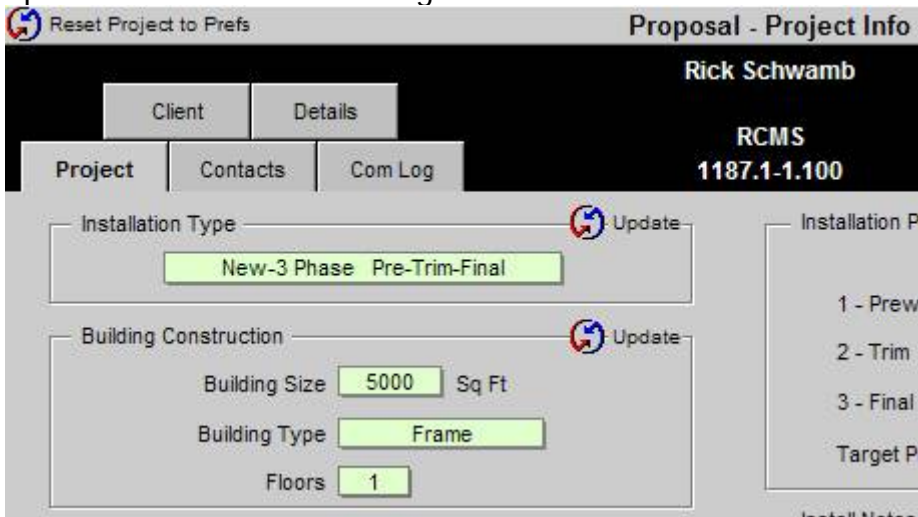 Reset Project to Prefs
Proposal - Project Info
Rick Schwamb
Client Details
RCMS
Project Contacts Com Log
1187.1-1.100
Installation Type Update
Installation P
New-3 Phase Pre-Trim-Final
1 - Prew
Building Construction Update
2 - Trim
Building Size 5000 Sq Ft
3 - Final
Building Type Frame
Target P
Floors 1